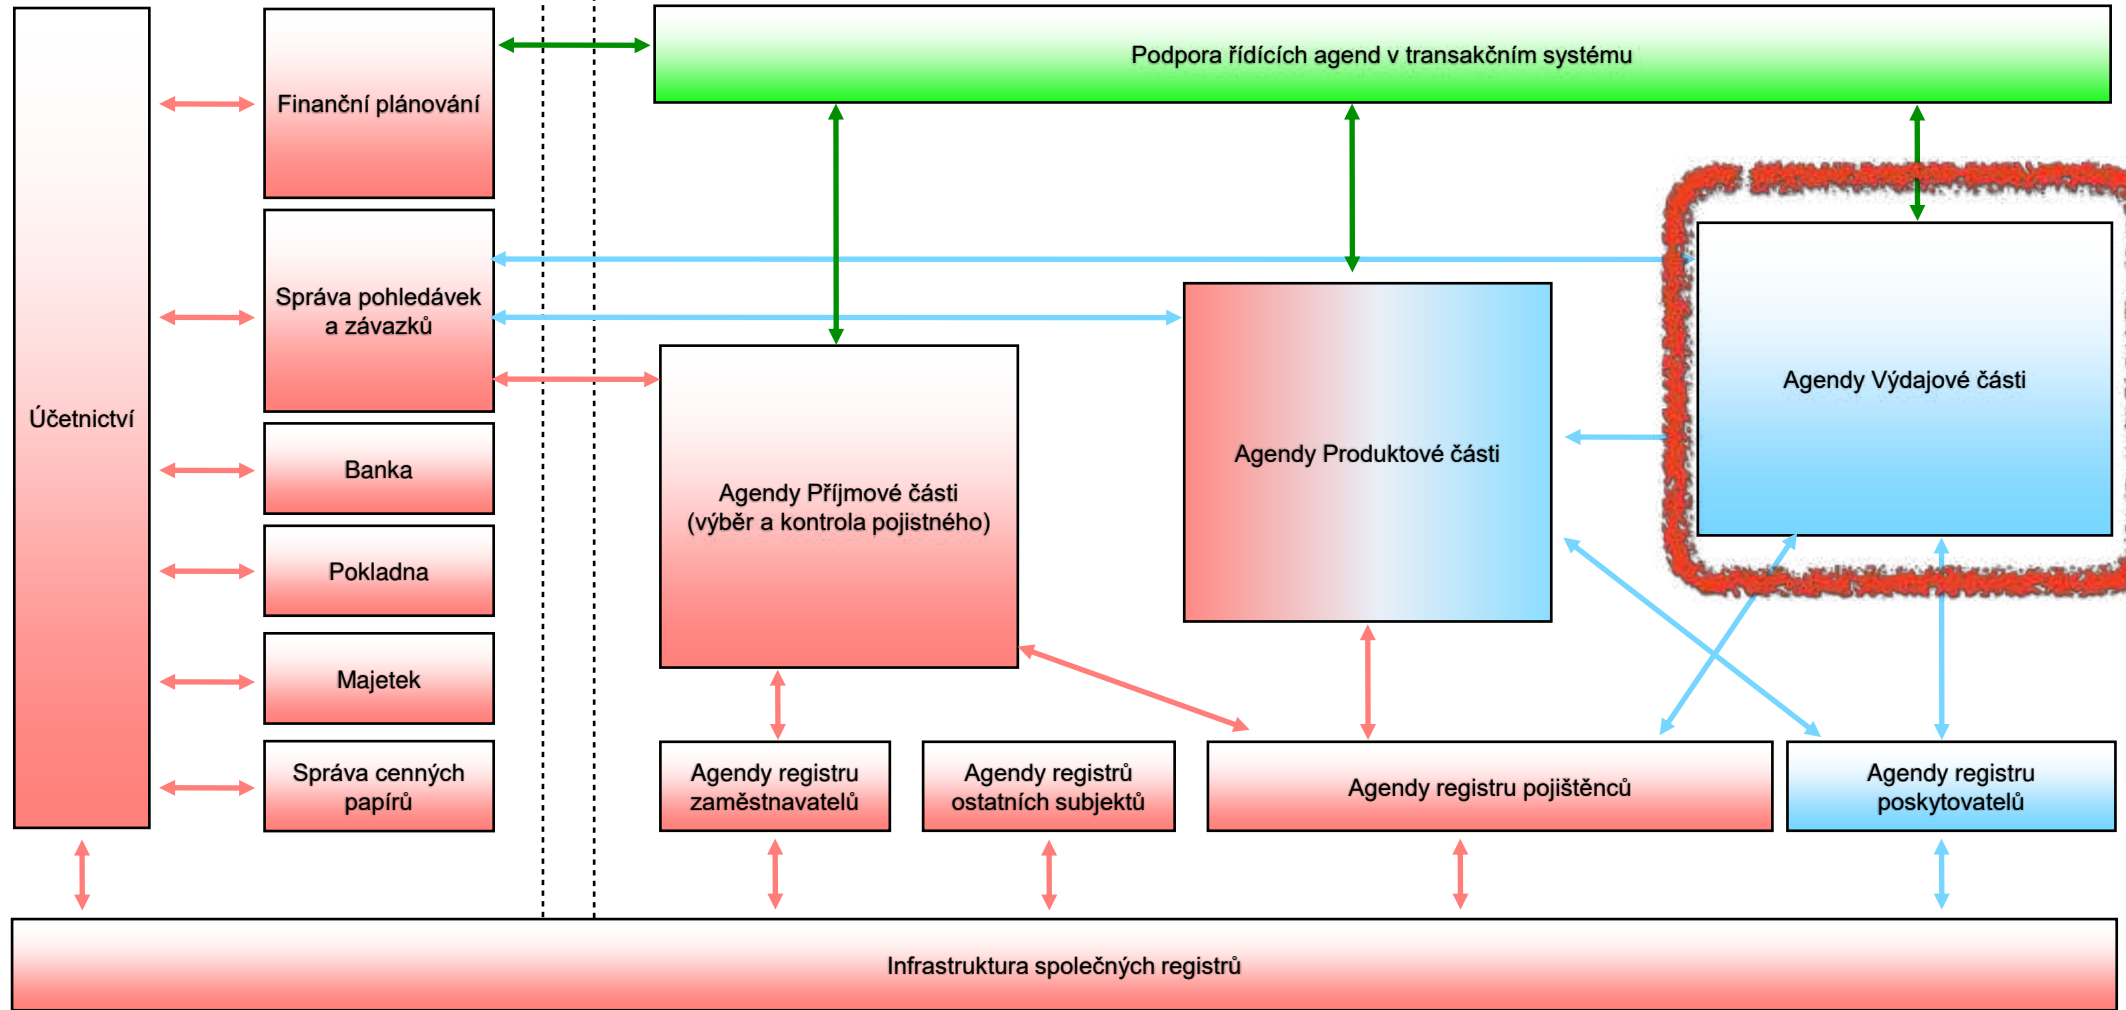 Účetnictví
Finanční plánování
Správa pohledávek
a závazků
Banka
Pokladna
Majetek
Správa cenných
papírů
Podpora řídících agend v transakčním systému
Agendy Příjmové části
(výběr a kontrola pojistného)
Agendy Produktové části
Agendy Výdajové části
Agendy registru
zaměstnavatelů
Agendy registrů
ostatních subjektů
Agendy registru pojištěnců
Agendy registru
poskytovatelů
Infrastruktura společných registrů